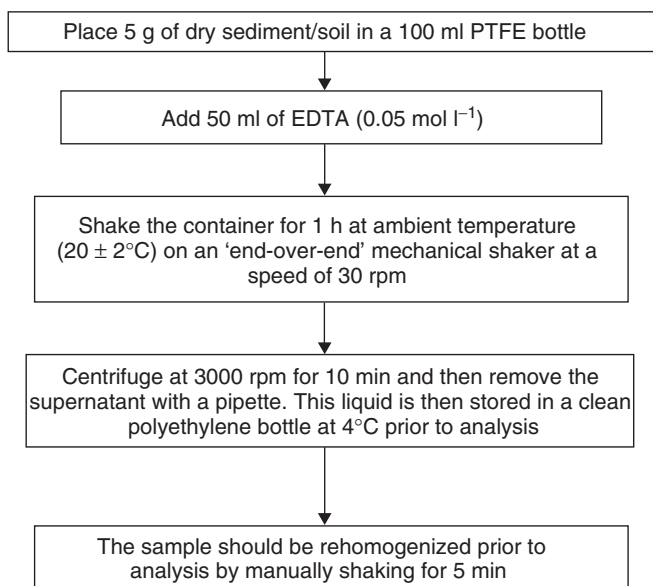 Place 5 g of dry sediment/soil in a 100 ml PTFE bottle
Add 50 ml of EDTA (0.05 mol l⁻¹)
Shake the container for 1 h at ambient temperature
(20 ± 2°C) on an ‘end-over-end’ mechanical shaker at a
speed of 30 rpm
Centrifuge at 3000 rpm for 10 min and then remove the
supernatant with a pipette. This liquid is then stored in a clean
polyethylene bottle at 4°C prior to analysis
The sample should be rehomogenized prior to
analysis by manually shaking for 5 min